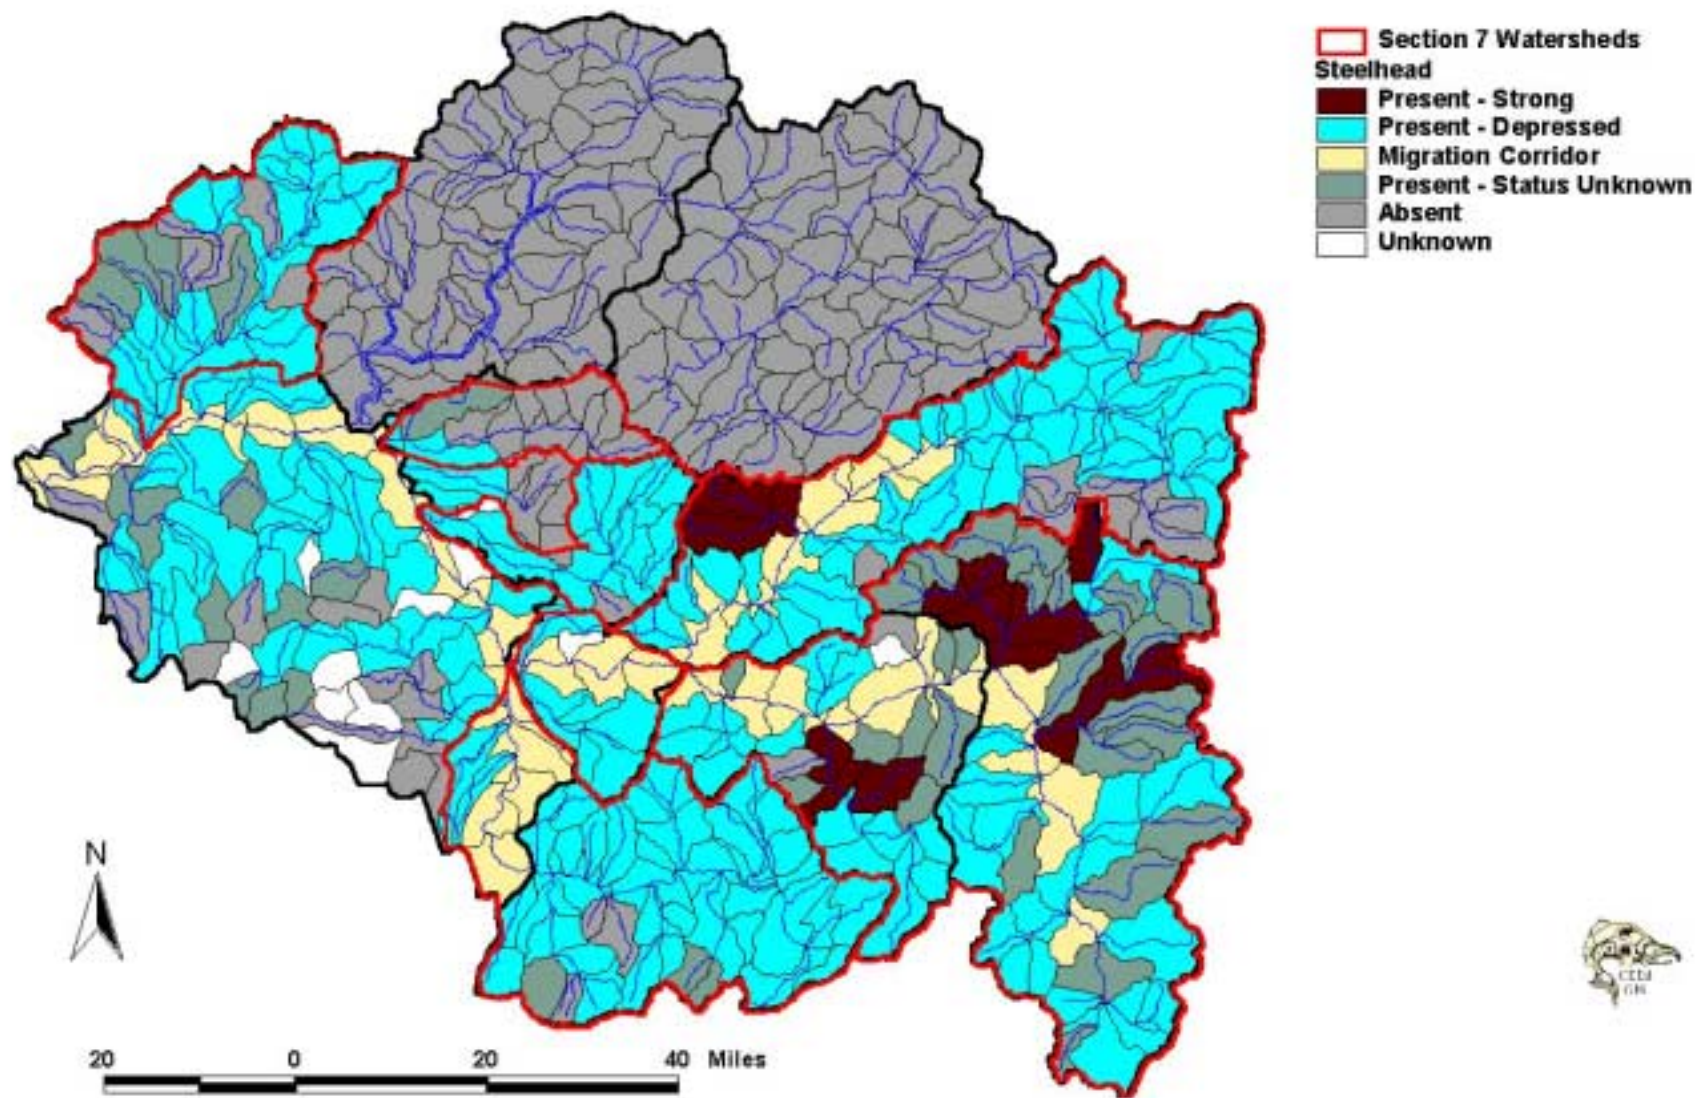 Section 7 Watersheds
Steelhead
Present - Strong
Present - Depressed
Migration Corridor
Present - Status Unknown
Absent
Unknown
N
20 0 20 40 Miles